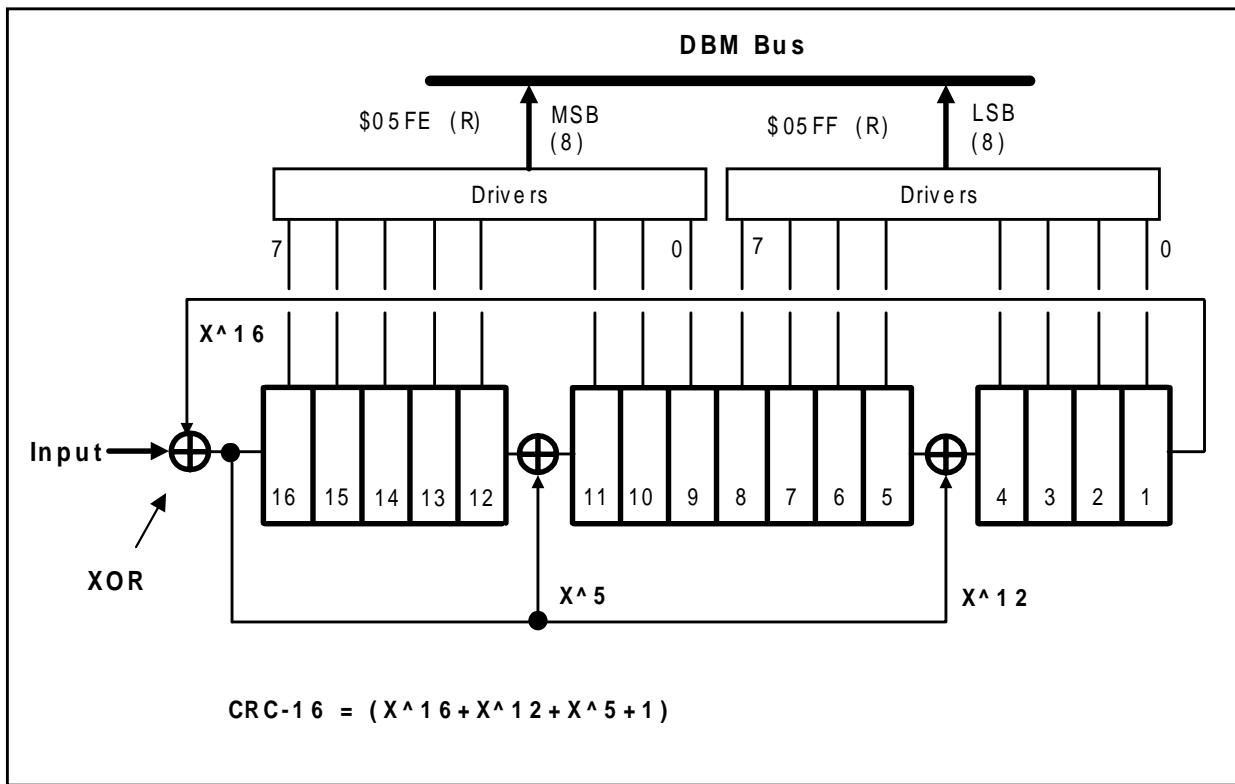 DBM Bus
$05FE (R)
MSB
(8)
$05FF (R)
LSB
(8)
Drivers
Drivers
7
0
7
0
X^16
Input
16
15
14
13
12
11
10
9
8
7
6
5
4
3
2
1
XOR
X^5
X^12
CRC-16 = (X^16+X^12+X^5+1)